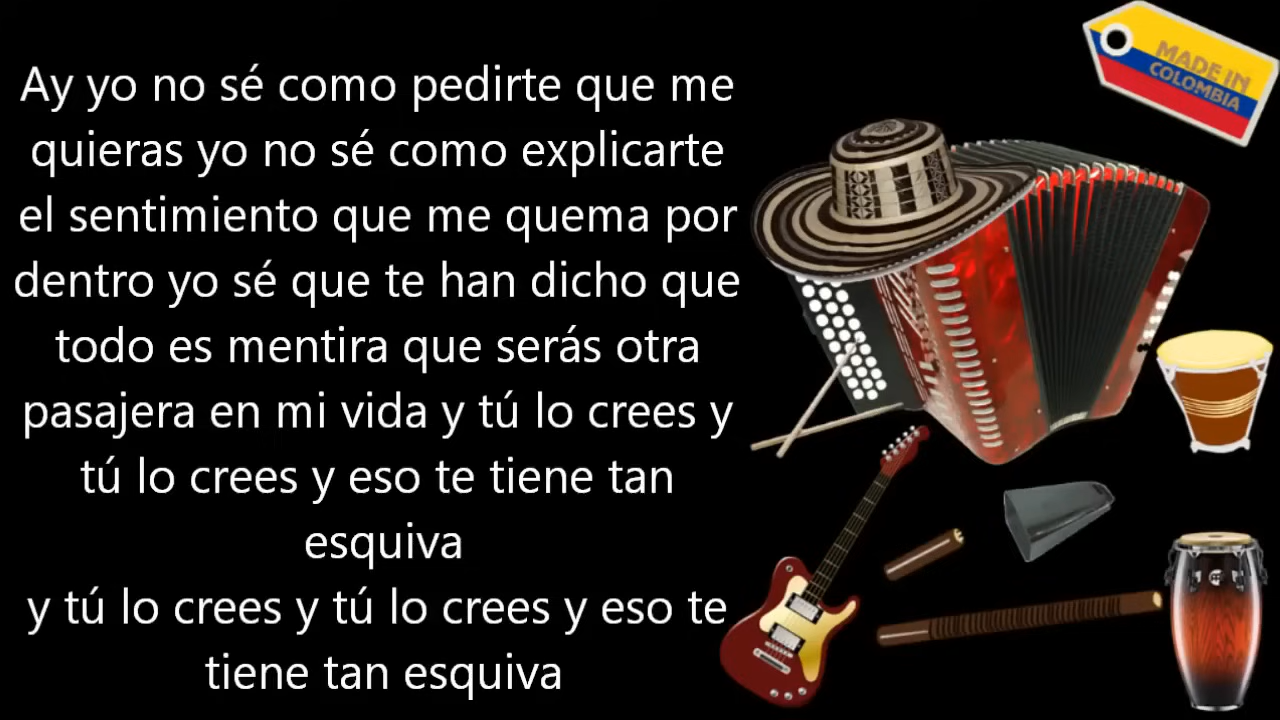 Ay yo no sé como pedirte que me
quieras yo no sé como explicarte
el sentimiento que me quema por
dentro yo sé que te han dicho que
todo es mentira que serás otra
pasajera en mi vida y tú lo crees y
tú lo crees y eso te tiene tan
esquiva
y tú lo crees y tú lo crees y eso te
tiene tan esquiva
MADE IN
COLOMBIA